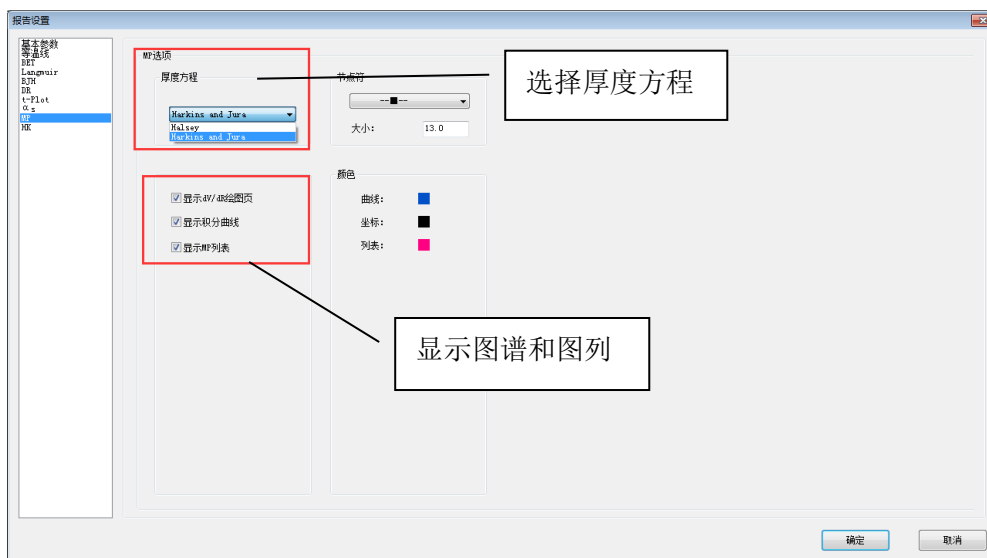 报告设置
基本参数
等温线
BET
Langmuir
BJH
DR
t-Plot
αs
MP
HK
MP选项
厚度方程
Harkins and Jura
Halsey
Harkins and Jura
节点符
--■--
大小： 13.0
选择厚度方程
显示dV/dR绘图页
显示积分曲线
显示MP列表
颜色
曲线：
坐标：
列表：
显示图谱和图列
确定
取消